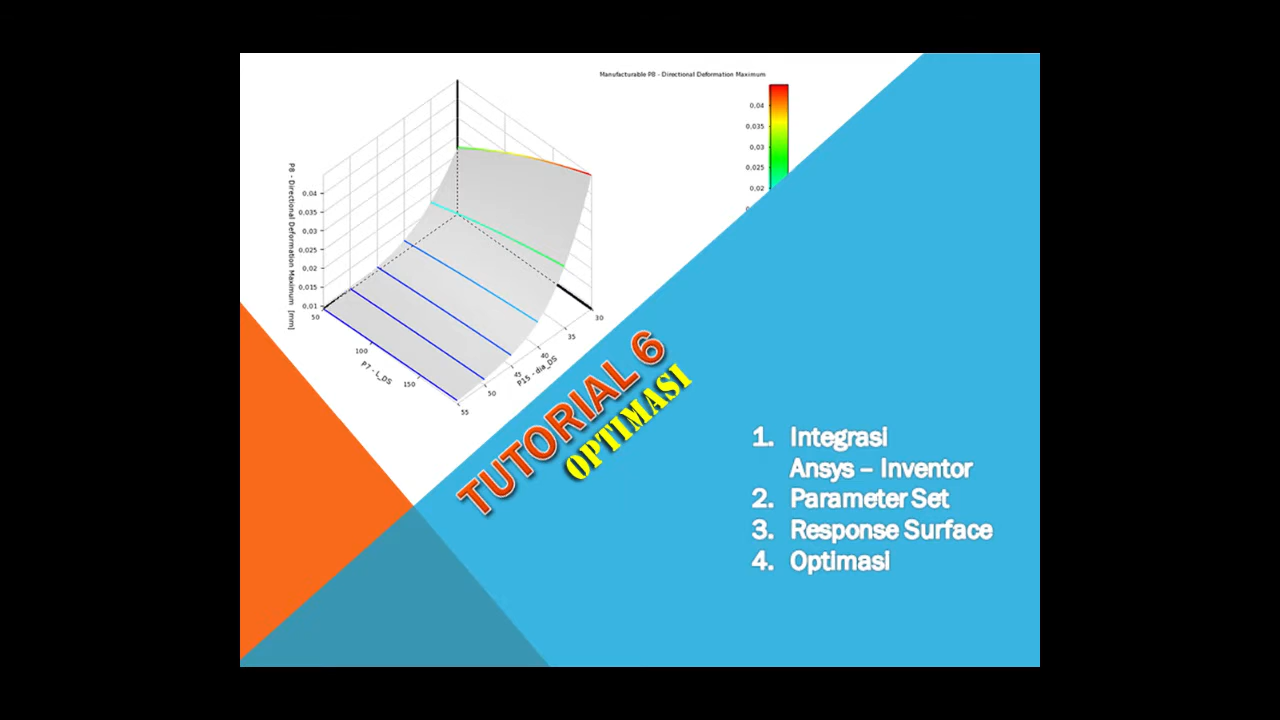 Manufacturable P8 - Directional Deformation Maximum
0,04
0,035
0,03
0,025
0,02
P8 - Directional Deformation Maximum [mm]
0,04
0,035
0,03
0,025
0,02
0,015
0,01
50
100
150
P7 - L_DS
30
35
40
45
50
55
P15 - dia_DS
TUTORIAL 6
OPTIMASI
1. Integrasi
Ansys – Inventor
2. Parameter Set
3. Response Surface
4. Optimasi